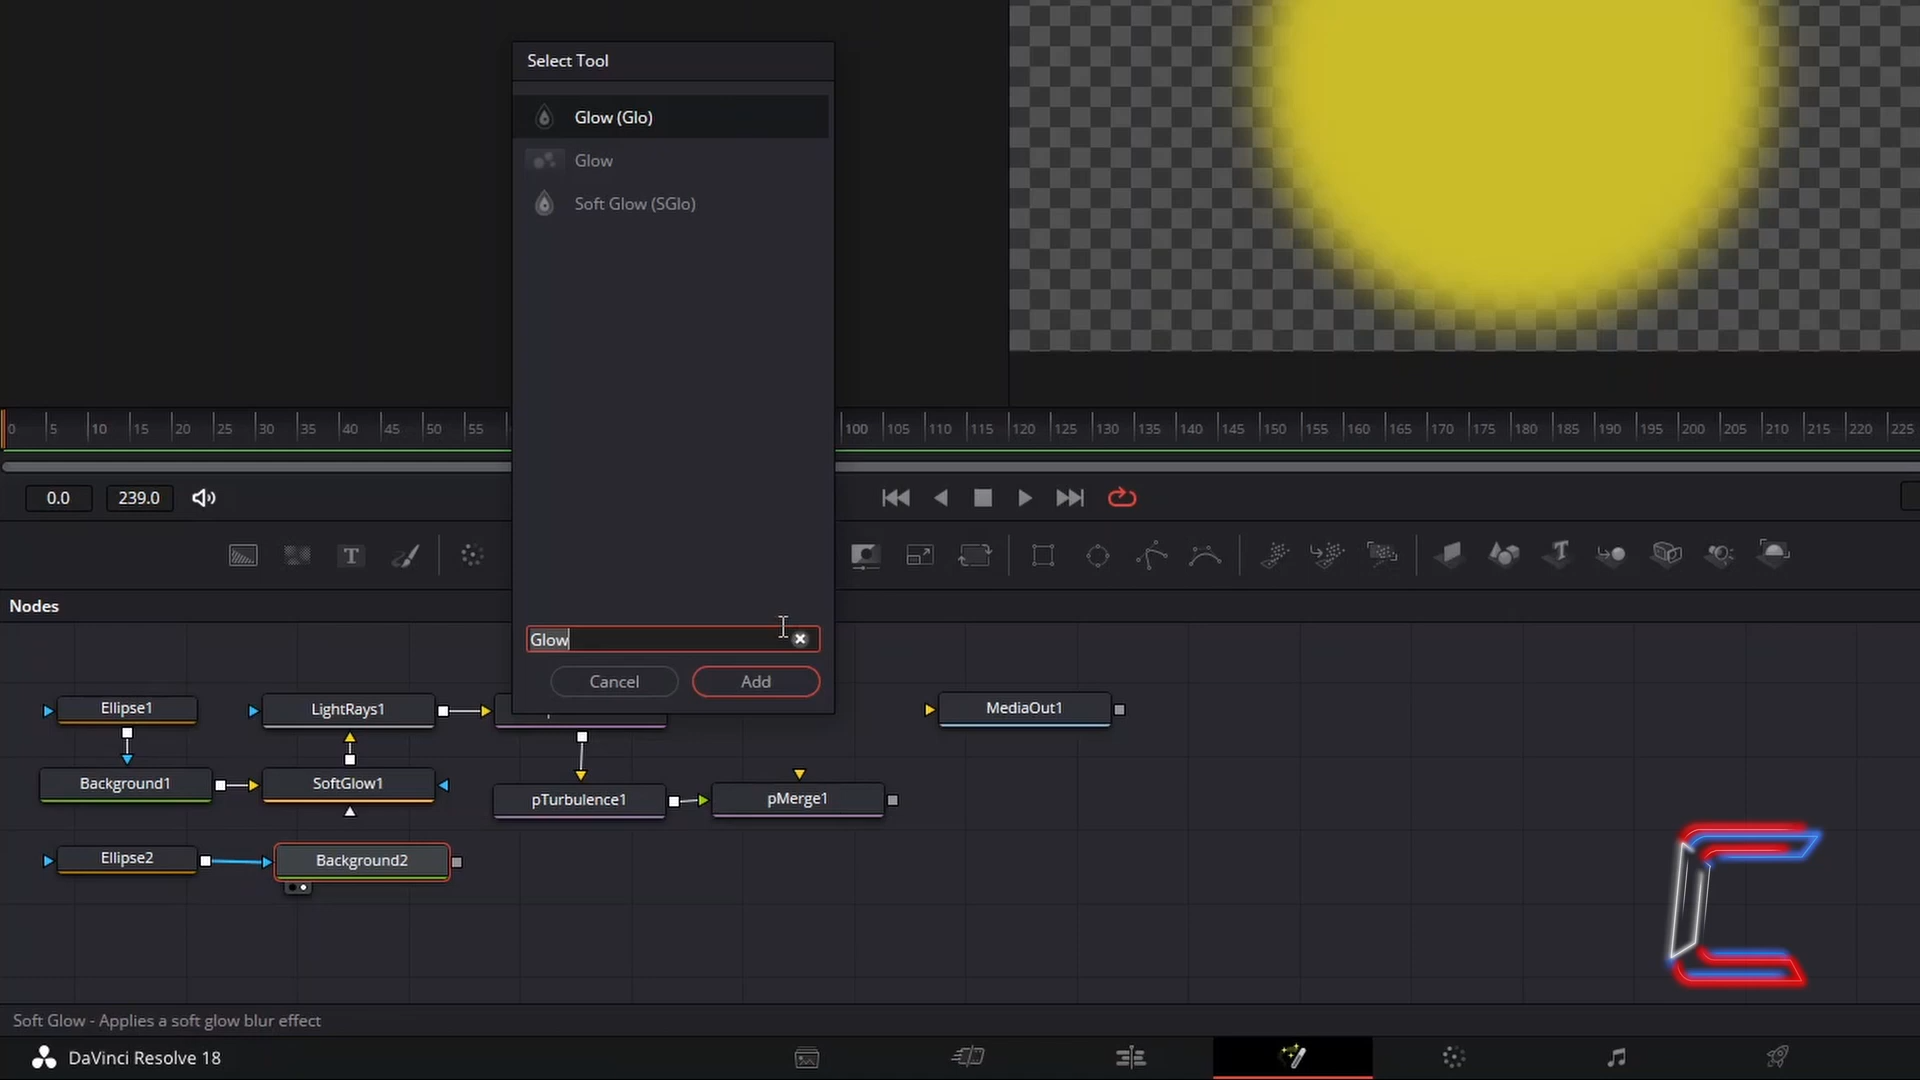 Select Tool
Glow (Glo)
Glow
Soft Glow (SGlo)
0 5 10 15 20 25 30 35 40 45 50 55 100 105 110 115 120 125 130 135 140 145 150 155 160 165 170 175 180 185 190 195 200 205 210 215 220 225
0.0 239.0
T
Nodes
Glow
Cancel Add
Ellipse1 LightRays1 MediaOut1
Background1 SoftGlow1 pTurbulence1 pMerge1
Ellipse2 Background2
Soft Glow - Applies a soft glow blur effect
DaVinci Resolve 18